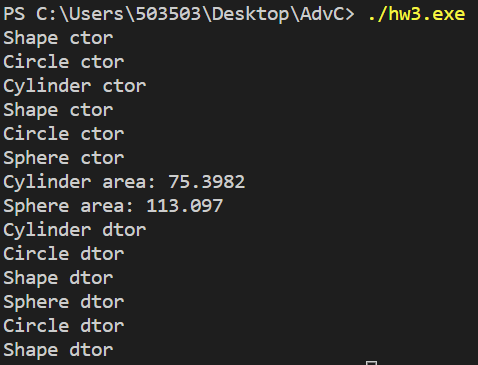 PS C:\Users\503503\Desktop\AdvC> ./hw3.exe
Shape ctor
Circle ctor
Cylinder ctor
Shape ctor
Circle ctor
Sphere ctor
Cylinder area: 75.3982
Sphere area: 113.097
Cylinder dtor
Circle dtor
Shape dtor
Sphere dtor
Circle dtor
Shape dtor